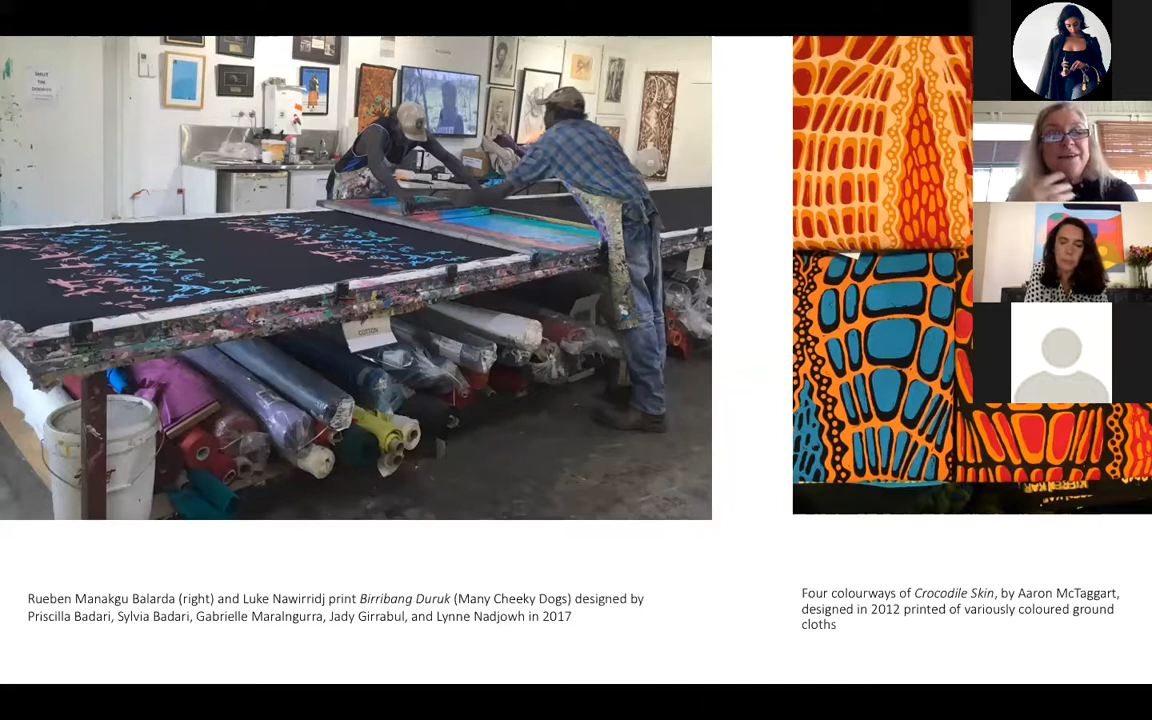 COTTON
Rueben Manakgu Balarda (right) and Luke Nawirridj print Birribang Duruk (Many Cheeky Dogs) designed by
Priscilla Badari, Sylvia Badari, Gabrielle Maralngurra, Jady Girrabul, and Lynne Nadjowh in 2017
Four colourways of Crocodile Skin, by Aaron McTaggart,
designed in 2012 printed of variously coloured ground
cloths